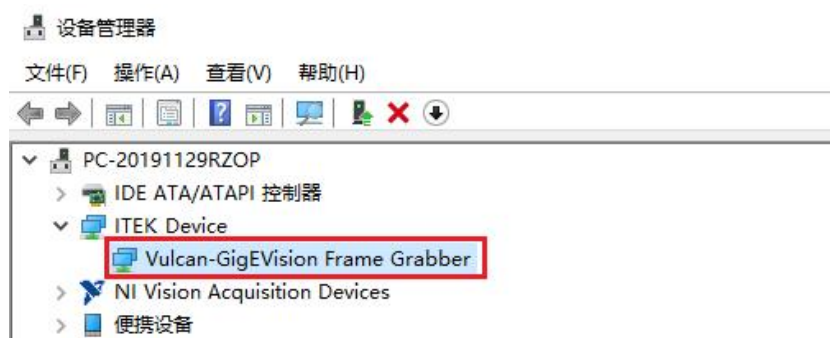 设备管理器
文件(F) 操作(A) 查看(V) 帮助(H)
PC-20191129RZOP
IDE ATA/ATAPI 控制器
ITEK Device
Vulcan-GigEVision Frame Grabber
NI Vision Acquisition Devices
便携设备